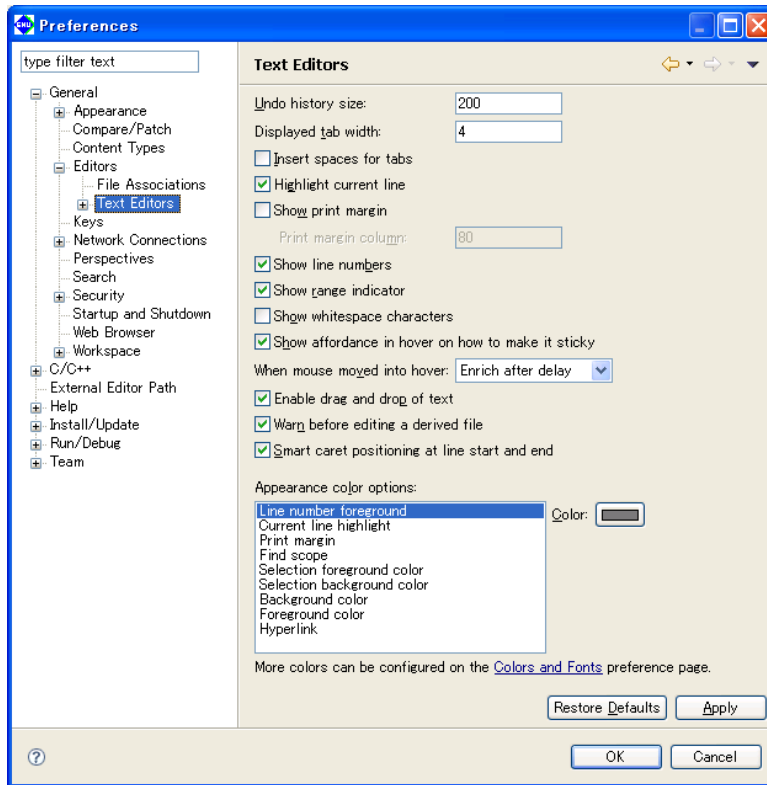 Preferences
type filter text
General
Appearance
Compare/Patch
Content Types
Editors
File Associations
Text Editors
Keys
Network Connections
Perspectives
Search
Security
Startup and Shutdown
Web Browser
Workspace
C/C++
External Editor Path
Help
Install/Update
Run/Debug
Team
Text Editors
Undo history size: 200
Displayed tab width: 4
Insert spaces for tabs
Highlight current line
Show print margin
Print margin column: 80
Show line numbers
Show range indicator
Show whitespace characters
Show affordance in hover on how to make it sticky
When mouse moved into hover: Enrich after delay
Enable drag and drop of text
Warn before editing a derived file
Smart caret positioning at line start and end
Appearance color options:
Line number foreground
Current line highlight
Print margin
Find scope
Selection foreground color
Selection background color
Background color
Foreground color
Hyperlink
Color:
More colors can be configured on the Colors and Fonts preference page.
Restore Defaults Apply
? OK Cancel